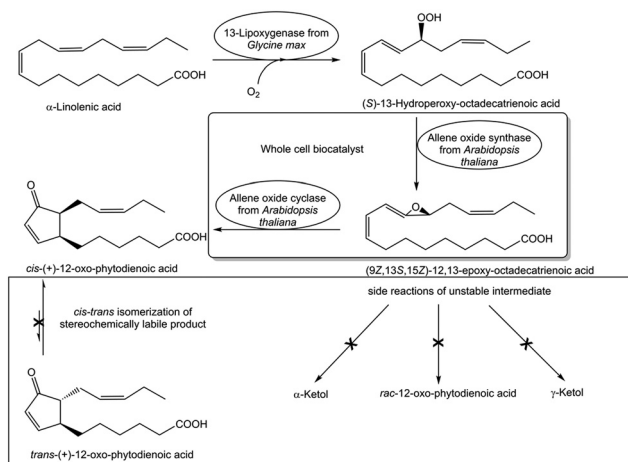 13-Lipoxygenase from
Glycine max
OOH
COOH
O2
α-Linolenic acid
COOH
(S)-13-Hydroperoxy-octadecatrienoic acid
Whole cell biocatalyst
Allene oxide synthase
from Arabidopsis
thaliana
O
Allene oxide cyclase
from Arabidopsis
thaliana
O
COOH
COOH
cis-(+)-12-oxo-phytodienoic acid
(9Z,13S,15Z)-12,13-epoxy-octadecatrienoic acid
side reactions of unstable intermediate
cis-trans isomerization of
stereochemically labile product
O
COOH
α-Ketol
rac-12-oxo-phytodienoic acid
γ-Ketol
trans-(+)-12-oxo-phytodienoic acid